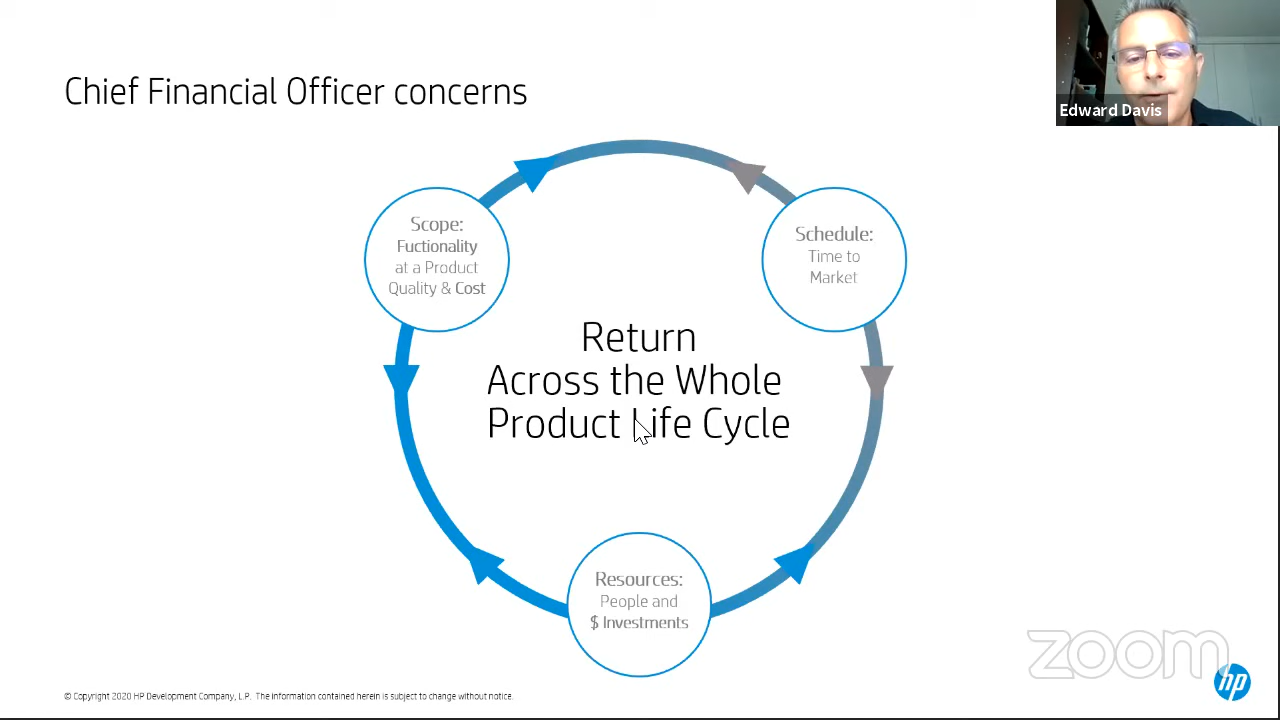 Chief Financial Officer concerns
Edward Davis
Scope:
Fuctionality
at a Product
Quality & Cost
Schedule:
Time to
Market
Return
Across the Whole
Product Life Cycle
Resources:
People and
$ Investments
zoom
hp
© Copyright 2020 HP Development Company, L.P. The information contained herein is subject to change without notice.